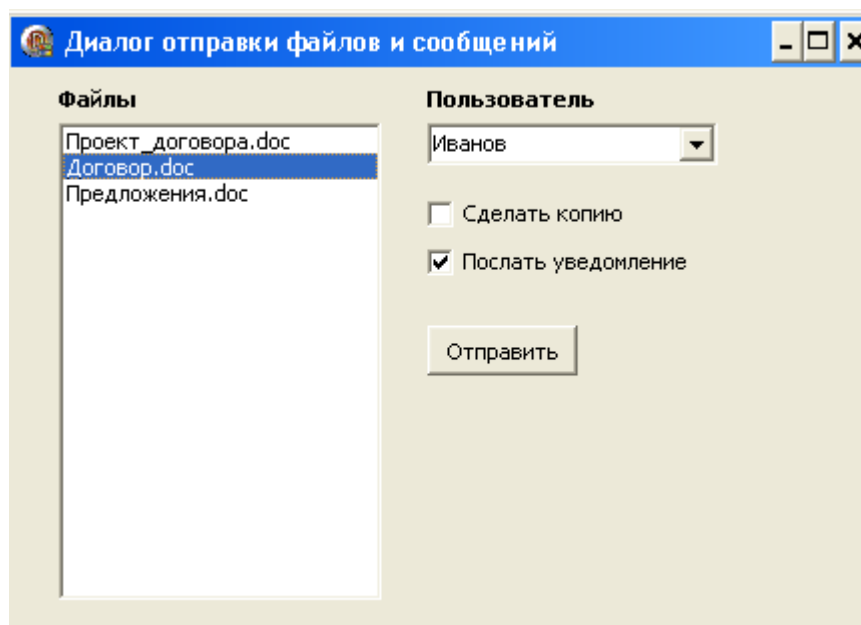 Диалог отправки файлов и сообщений
Файлы
Проект_договора.doc
Договор.doc
Предложения.doc
Пользователь
Иванов
Сделать копию
Послать уведомление
Отправить